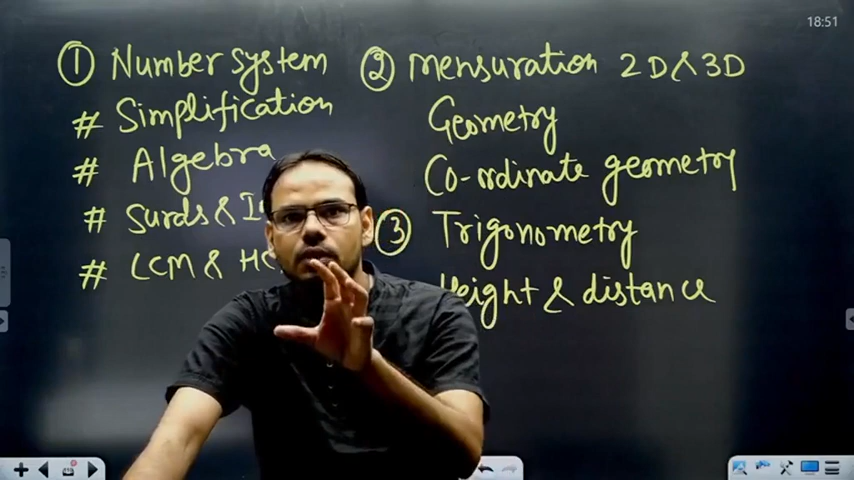 18:51
① Number system
# Simplification
# Algebra
# Surds & I
# LCM & HC
② Mensuration 2D & 3D
Geometry
Co-ordinate geometry
③ Trigonometry
Height & distance